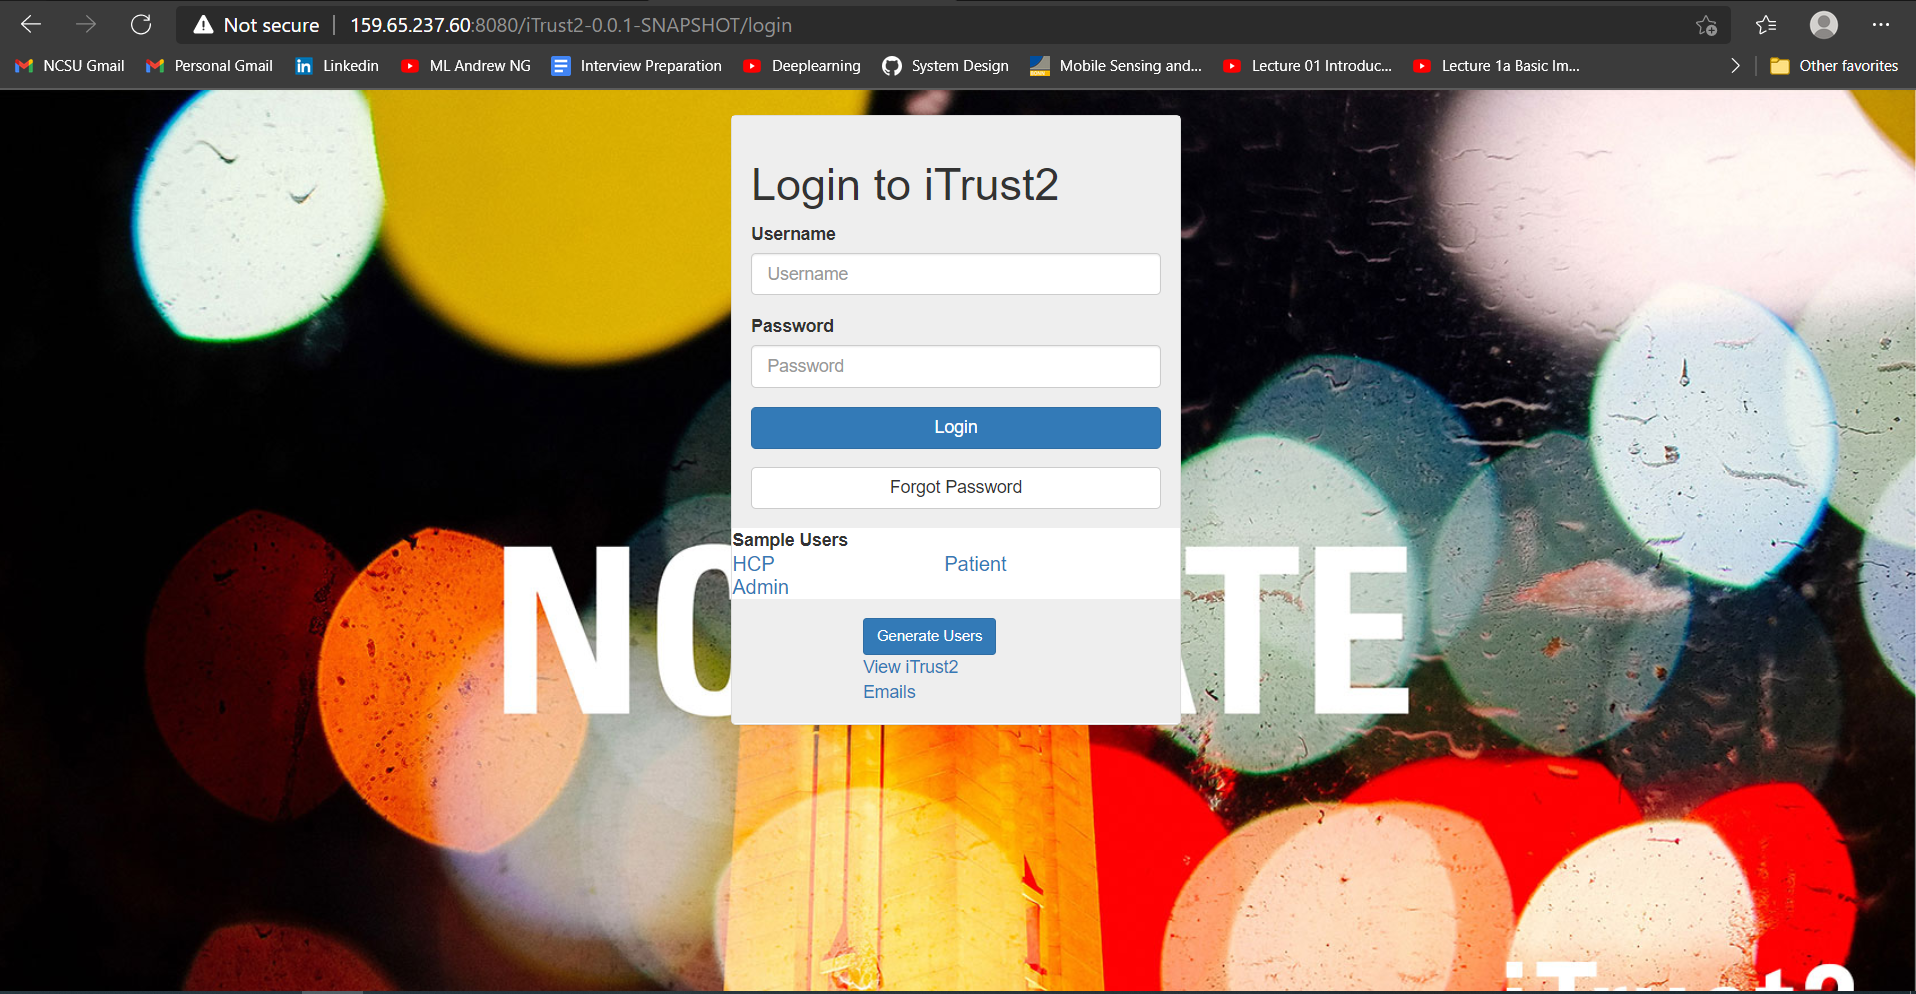 Not secure | 159.65.237.60:8080/iTrust2-0.0.1-SNAPSHOT/login
NCSU Gmail Personal Gmail Linkedin ML Andrew NG Interview Preparation Deeplearning System Design Mobile Sensing and... Lecture 01 Introduc... Lecture 1a Basic Im... Other favorites
Login to iTrust2
Username
Username
Password
Password
Login
Forgot Password
Sample Users
HCP Patient
Admin
Generate Users
View iTrust2
Emails